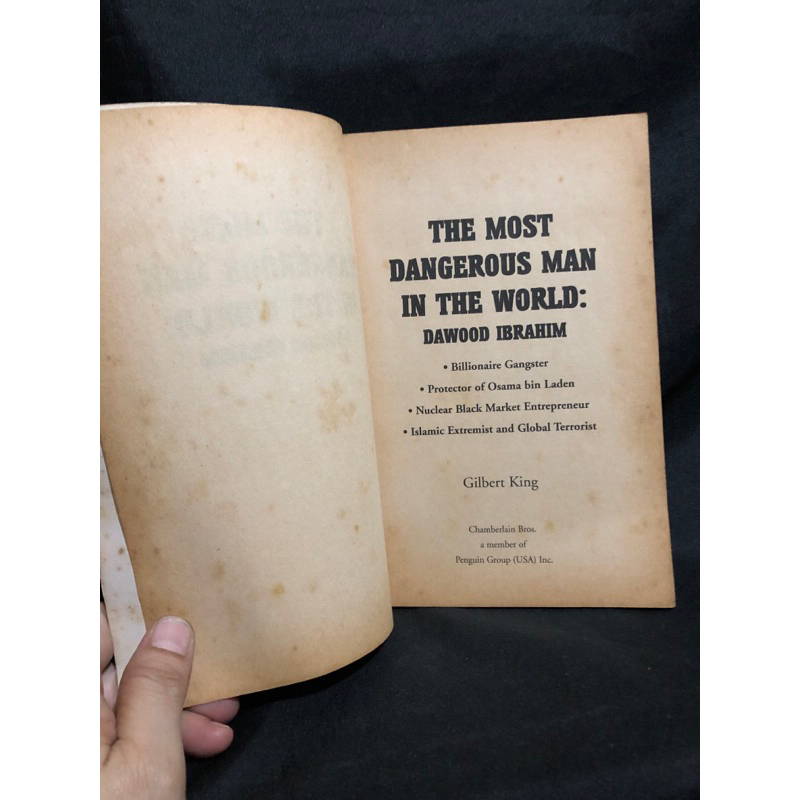 THE MOST
DANGEROUS MAN
IN THE WORLD:
DAWOOD IBRAHIM
• Billionaire Gangster
• Protector of Osama bin Laden
• Nuclear Black Market Entrepreneur
• Islamic Extremist and Global Terrorist
Gilbert King
Chamberlain Bros.
a member of
Penguin Group (USA) Inc.